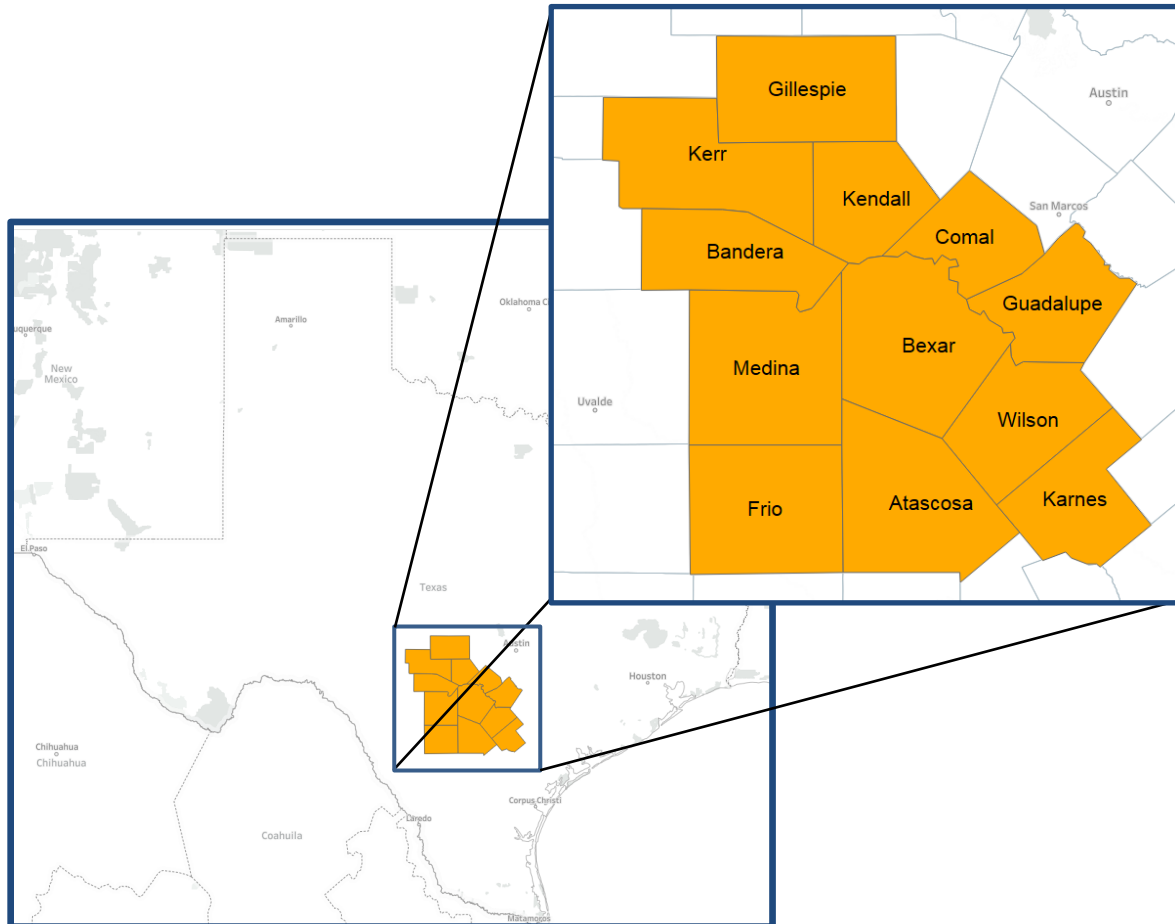 Gillespie
Austin
Kerr
Kendall
San Marcos
Comal
Bandera
Guadalupe
Bexar
Medina
Uvalde
Wilson
Frio
Atascosa
Karnes
Oklahoma C
Amarillo
uquerque
New
Mexico
El Paso
Texas
Austin
Houston
Chihuahua
Chihuahua
Corpus Christi
Laredo
Coahuila
Matamoros